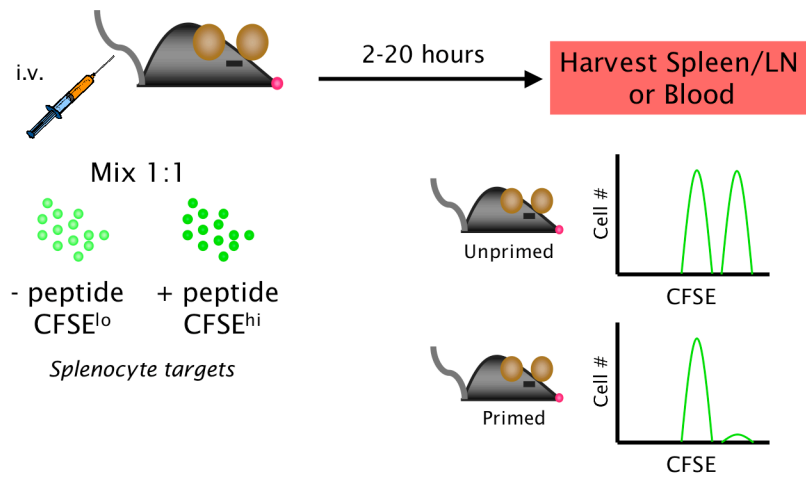 i.v.
2-20 hours
Harvest Spleen/LN
or Blood
Mix 1:1
- peptide
CFSElo
+ peptide
CFSEhi
Splenocyte targets
Unprimed
Cell #
CFSE
Primed
Cell #
CFSE